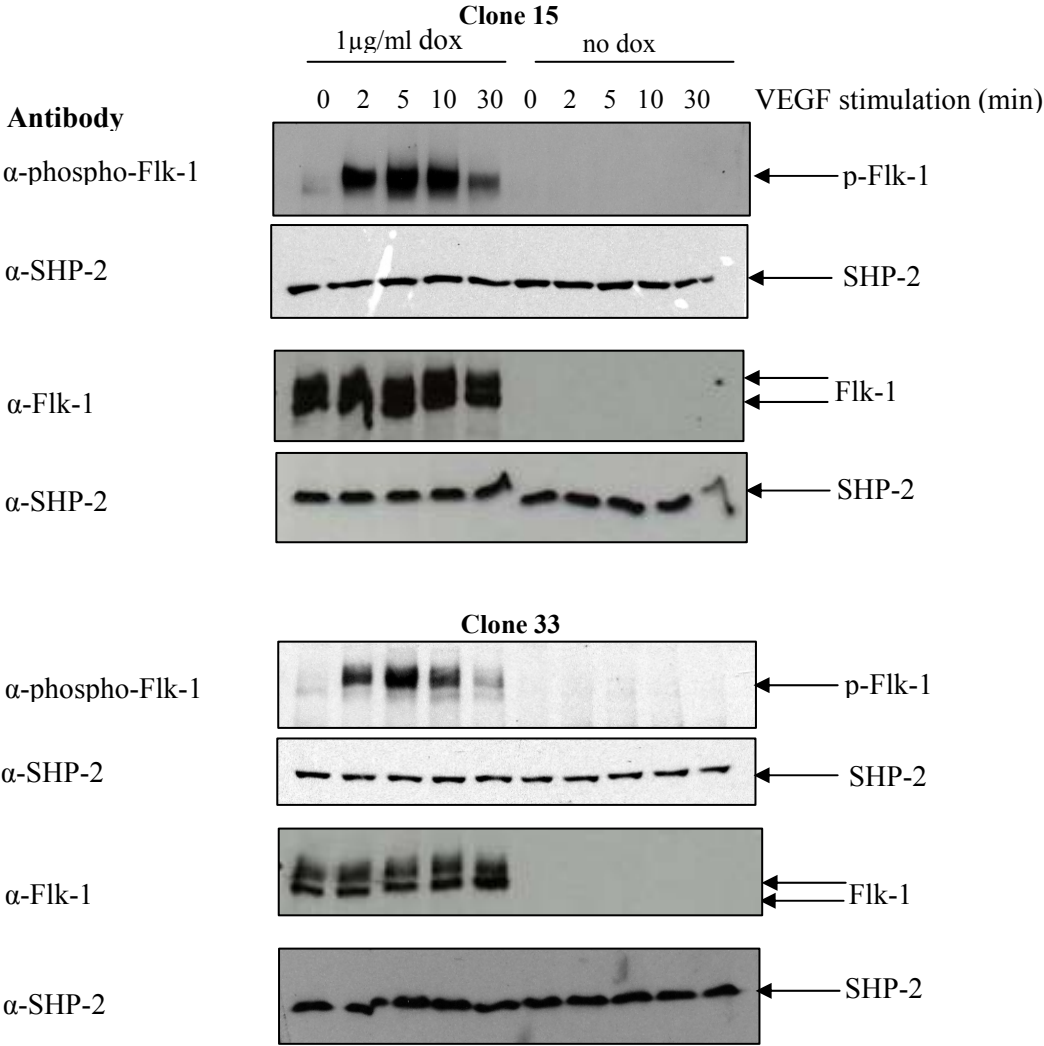 Clone 15
1µg/ml dox no dox
0 2 5 10 30 0 2 5 10 30 VEGF stimulation (min)
Antibody
α-phospho-Flk-1 p-Flk-1
α-SHP-2 SHP-2
α-Flk-1 Flk-1
α-SHP-2 SHP-2
Clone 33
α-phospho-Flk-1 p-Flk-1
α-SHP-2 SHP-2
α-Flk-1 Flk-1
α-SHP-2 SHP-2